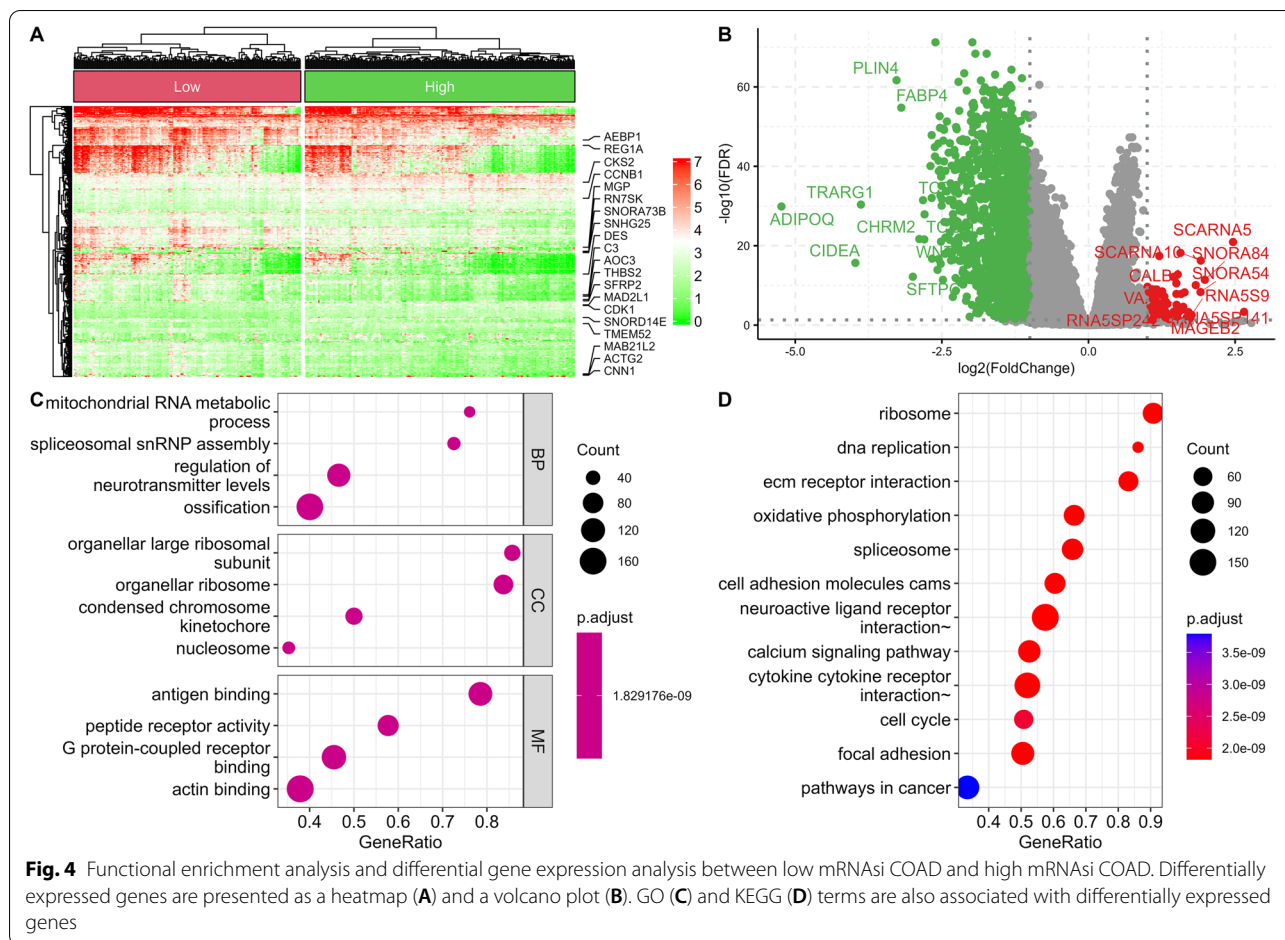 A
Low
High
AEBP1
REG1A
CKS2
CCNB1
MGP
RN7SK
SNORA73B
SNHG25
DES
C3
AOC3
THBS2
SFRP2
MAD2L1
CDK1
SNORD14E
TMEM52
MAB21L2
ACTG2
CNN1
7
6
5
4
3
2
1
0
B
PLIN4
FABP4
TRARG1
ADIPOQ
CHRM2
CIDEA
SFTP
SCARNA5
SCARNA10
SNORA84
CALB
SNORA54
VA
RNA5S9
RNA5SP24
NA5SP141
MAGEB2
60
40
20
0
-log10(FDR)
-5.0
-2.5
0.0
2.5
log2(FoldChange)
C
mitochondrial RNA metabolic
process
spliceosomal snRNP assembly
regulation of
neurotransmitter levels
ossification
BP
organellar large ribosomal
subunit
organellar ribosome
condensed chromosome
kinetochore
nucleosome
CC
antigen binding
peptide receptor activity
G protein-coupled receptor
binding
actin binding
MF
0.4 0.5 0.6 0.7 0.8
GeneRatio
Count
40
80
120
160
p.adjust
1.829176e-09
D
ribosome
dna replication
ecm receptor interaction
oxidative phosphorylation
spliceosome
cell adhesion molecules cams
neuroactive ligand receptor
interaction~
calcium signaling pathway
cytokine cytokine receptor
interaction~
cell cycle
focal adhesion
pathways in cancer
0.4 0.5 0.6 0.7 0.8 0.9
GeneRatio
Count
60
90
120
150
p.adjust
3.5e-09
3.0e-09
2.5e-09
2.0e-09
Fig. 4 Functional enrichment analysis and differential gene expression analysis between low mRNAsi COAD and high mRNAsi COAD. Differentially
expressed genes are presented as a heatmap (A) and a volcano plot (B). GO (C) and KEGG (D) terms are also associated with differentially expressed
genes